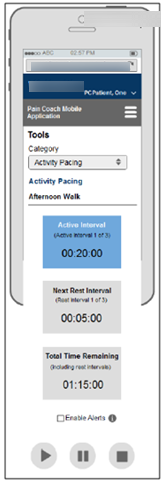 ABC 02:57 PM
PCPatient, One
Pain Coach Mobile
Application
Tools
Category
Activity Pacing
Activity Pacing
Afternoon Walk
Active Interval
(Active interval 1 of 3)
00:20:00
Next Rest Interval
(Rest interval 1 of 3)
00:05:00
Total Time Remaining
(including rest intervals)
01:15:00
Enable Alerts